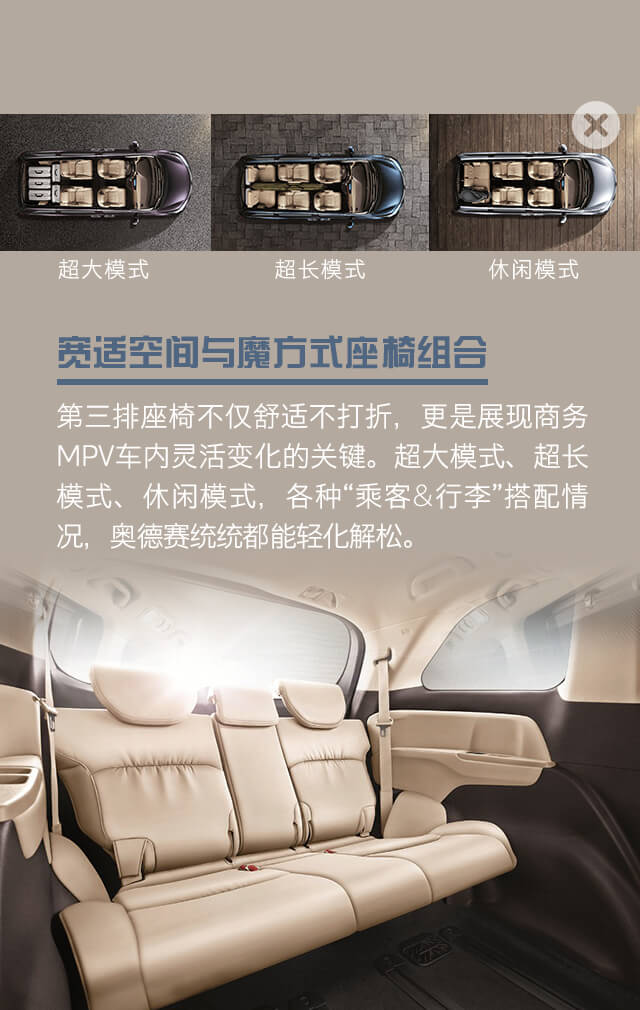 超大模式 超长模式 休闲模式
宽适空间与魔方式座椅组合
第三排座椅不仅舒适不打折，更是展现商务
MPV车内灵活变化的关键。超大模式、超长
模式、休闲模式，各种“乘客&行李”搭配情
况，奥德赛统统都能轻化解松。